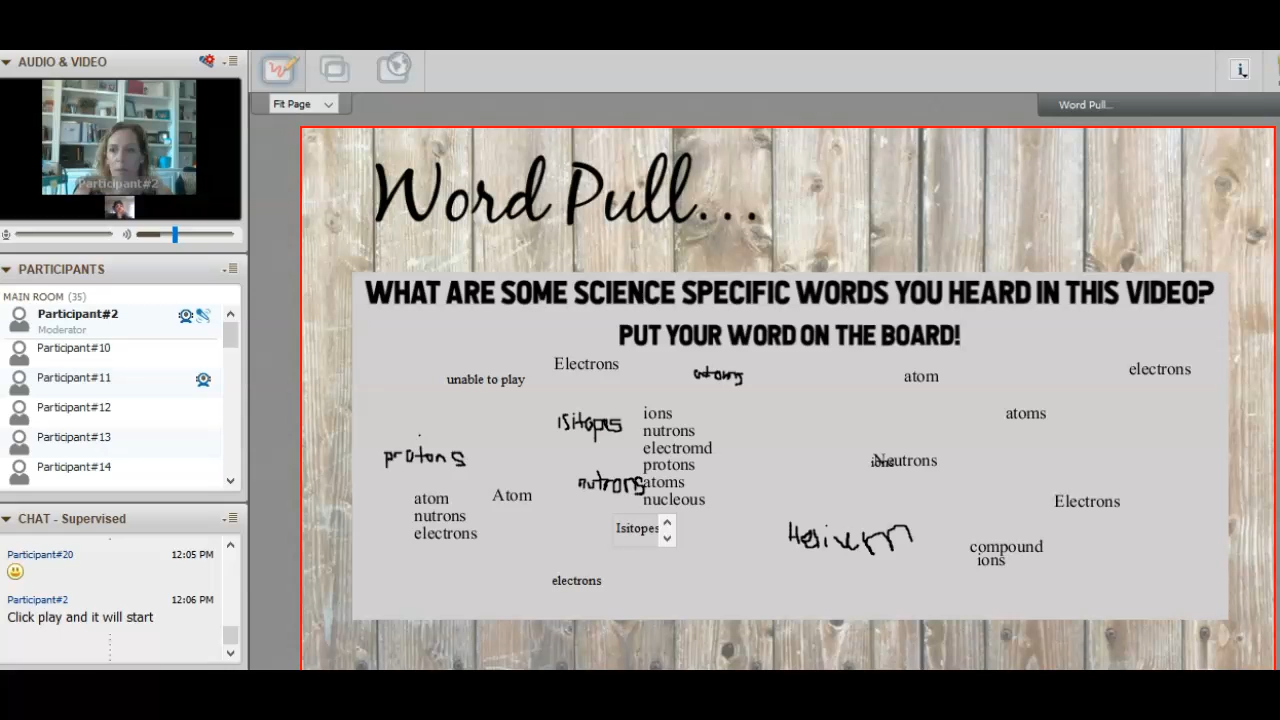 AUDIO & VIDEO
Participant#2
Fit Page
Word Pull...
PARTICIPANTS
MAIN ROOM (35)
Participant#2
Moderator
Participant#10
Participant#11
Participant#12
Participant#13
Participant#14
CHAT - Supervised
Participant#20 12:05 PM
Participant#2 12:06 PM
Click play and it will start
Word Pull...
WHAT ARE SOME SCIENCE SPECIFIC WORDS YOU HEARD IN THIS VIDEO?
PUT YOUR WORD ON THE BOARD!
Electrons
unable to play
atoms
atom
electrons
isitopes
ions
nutrons
electromd
protons
atoms
nucleous
atoms
protons
nutrons
ions
Neutrons
atom
nutrons
electrons
Atom
Electrons
Isitopes
compound
ions
electrons